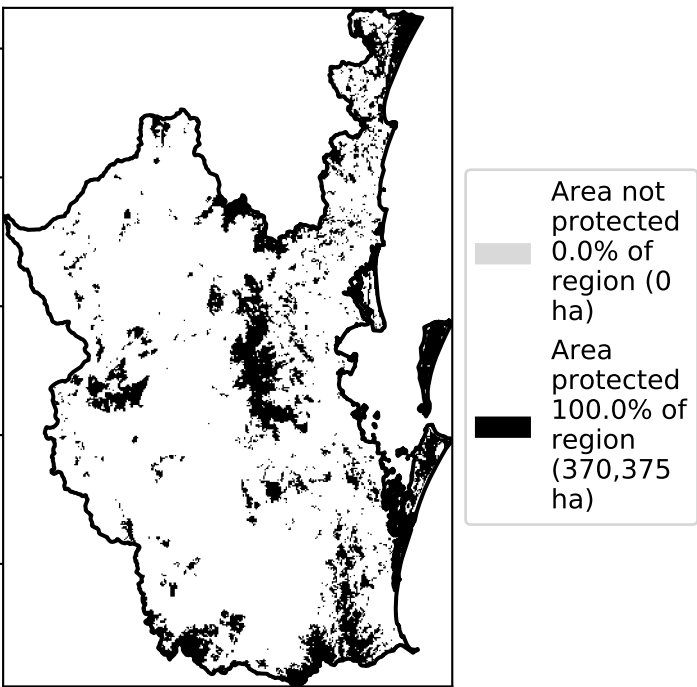 Area not
protected
0.0% of
region (0
ha)
Area
protected
100.0% of
region
(370,375
ha)